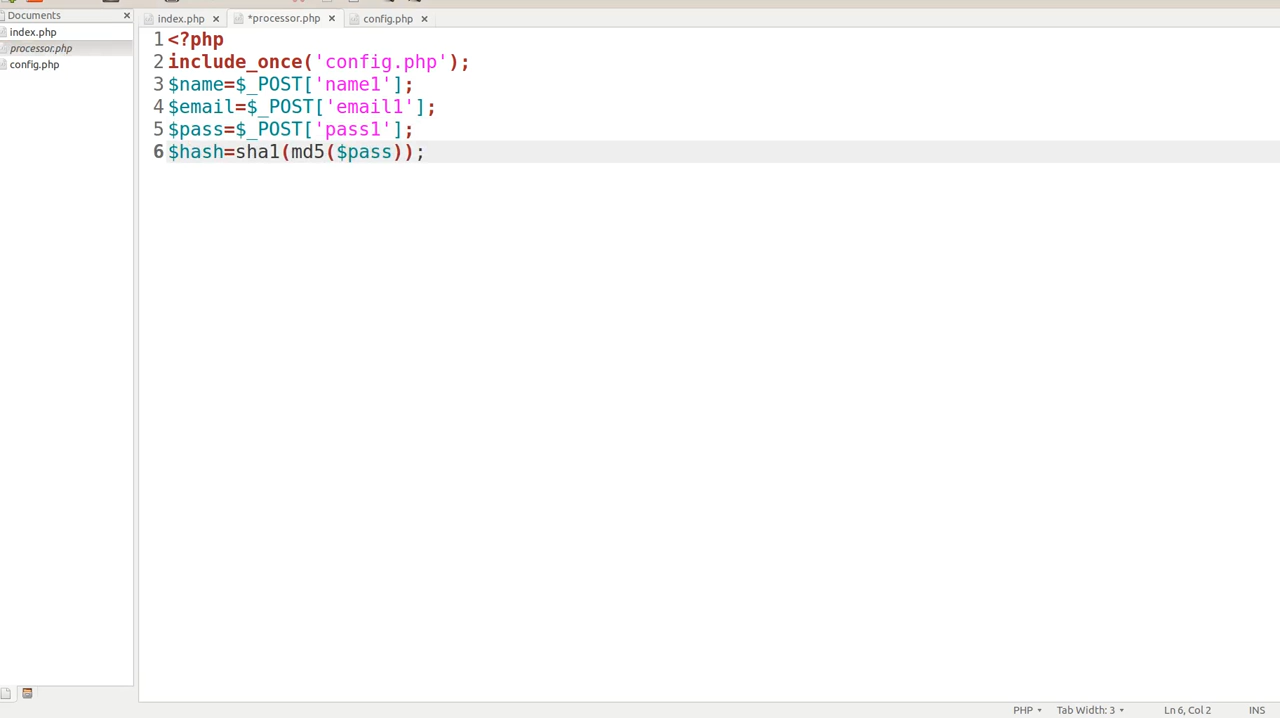 Documents
index.php
processor.php
config.php
index.php
*processor.php
config.php
1 <?php
2 include_once('config.php');
3 $name=$_POST['name1'];
4 $email=$_POST['email1'];
5 $pass=$_POST['pass1'];
6 $hash=sha1(md5($pass));
PHP
Tab Width: 3
Ln 6, Col 2
INS